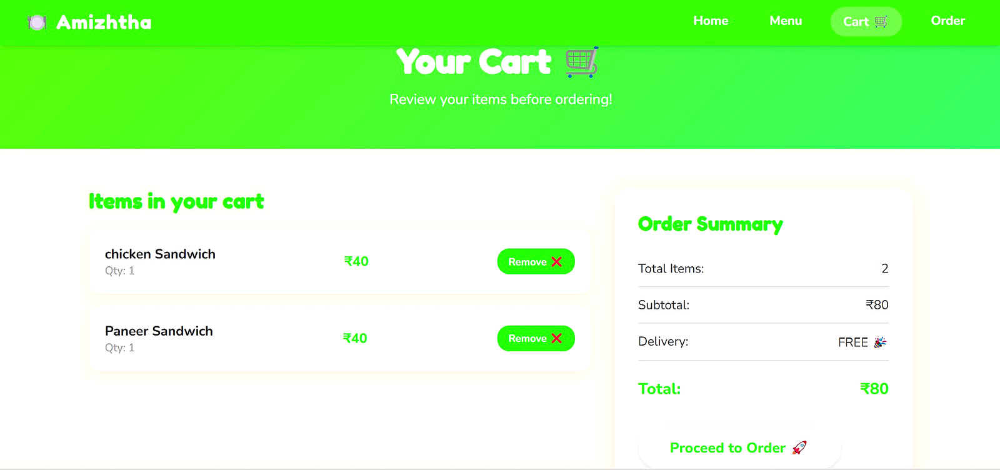 🍽️ Amizhtha
Home Menu Cart 🛒 Order
Your Cart 🛒
Review your items before ordering!
Items in your cart
chicken Sandwich
Qty: 1
₹40
Remove ❌
Paneer Sandwich
Qty: 1
₹40
Remove ❌
Order Summary
Total Items: 2
Subtotal: ₹80
Delivery: FREE 🎉
Total: ₹80
Proceed to Order 🚀